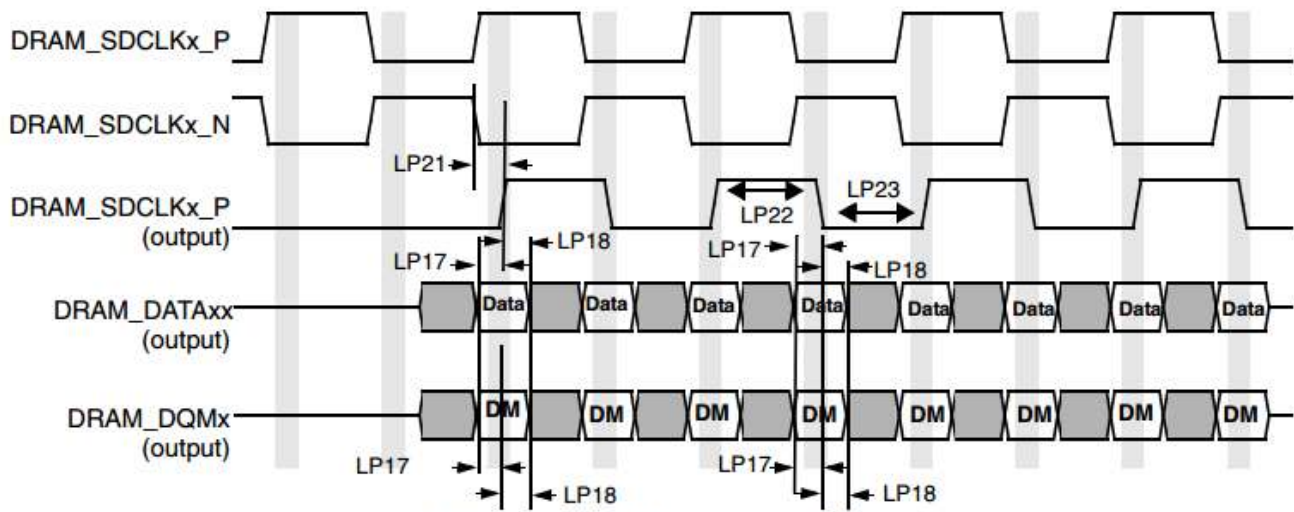 DRAM_SDCLKx_P
DRAM_SDCLKx_N
LP21
DRAM_SDCLKx_P
(output)
LP22
LP23
LP17
LP18
LP17
LP18
DRAM_DATAxx
(output)
Data Data Data Data Data Data Data Data
DRAM_DQMx
(output)
DM DM DM DM DM DM DM DM
LP17
LP18
LP17
LP18